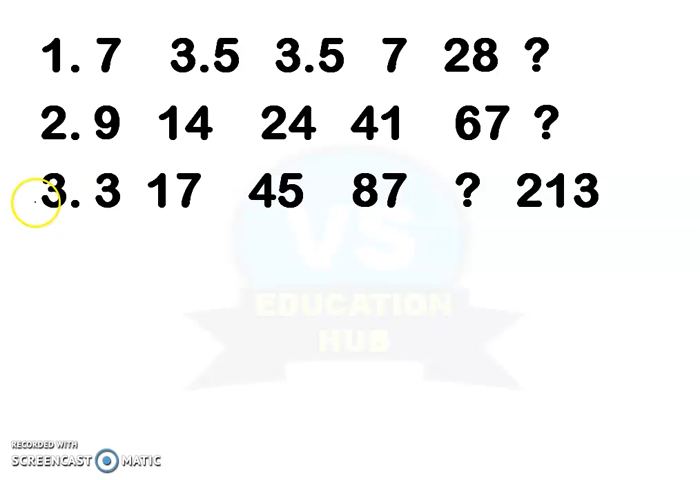 1. 7 3.5 3.5 7 28 ?
2. 9 14 24 41 67 ?
3. 3 17 45 87 ? 213
VS
EDUCATION
HUB
RECORDED WITH
SCREENCAST MATIC